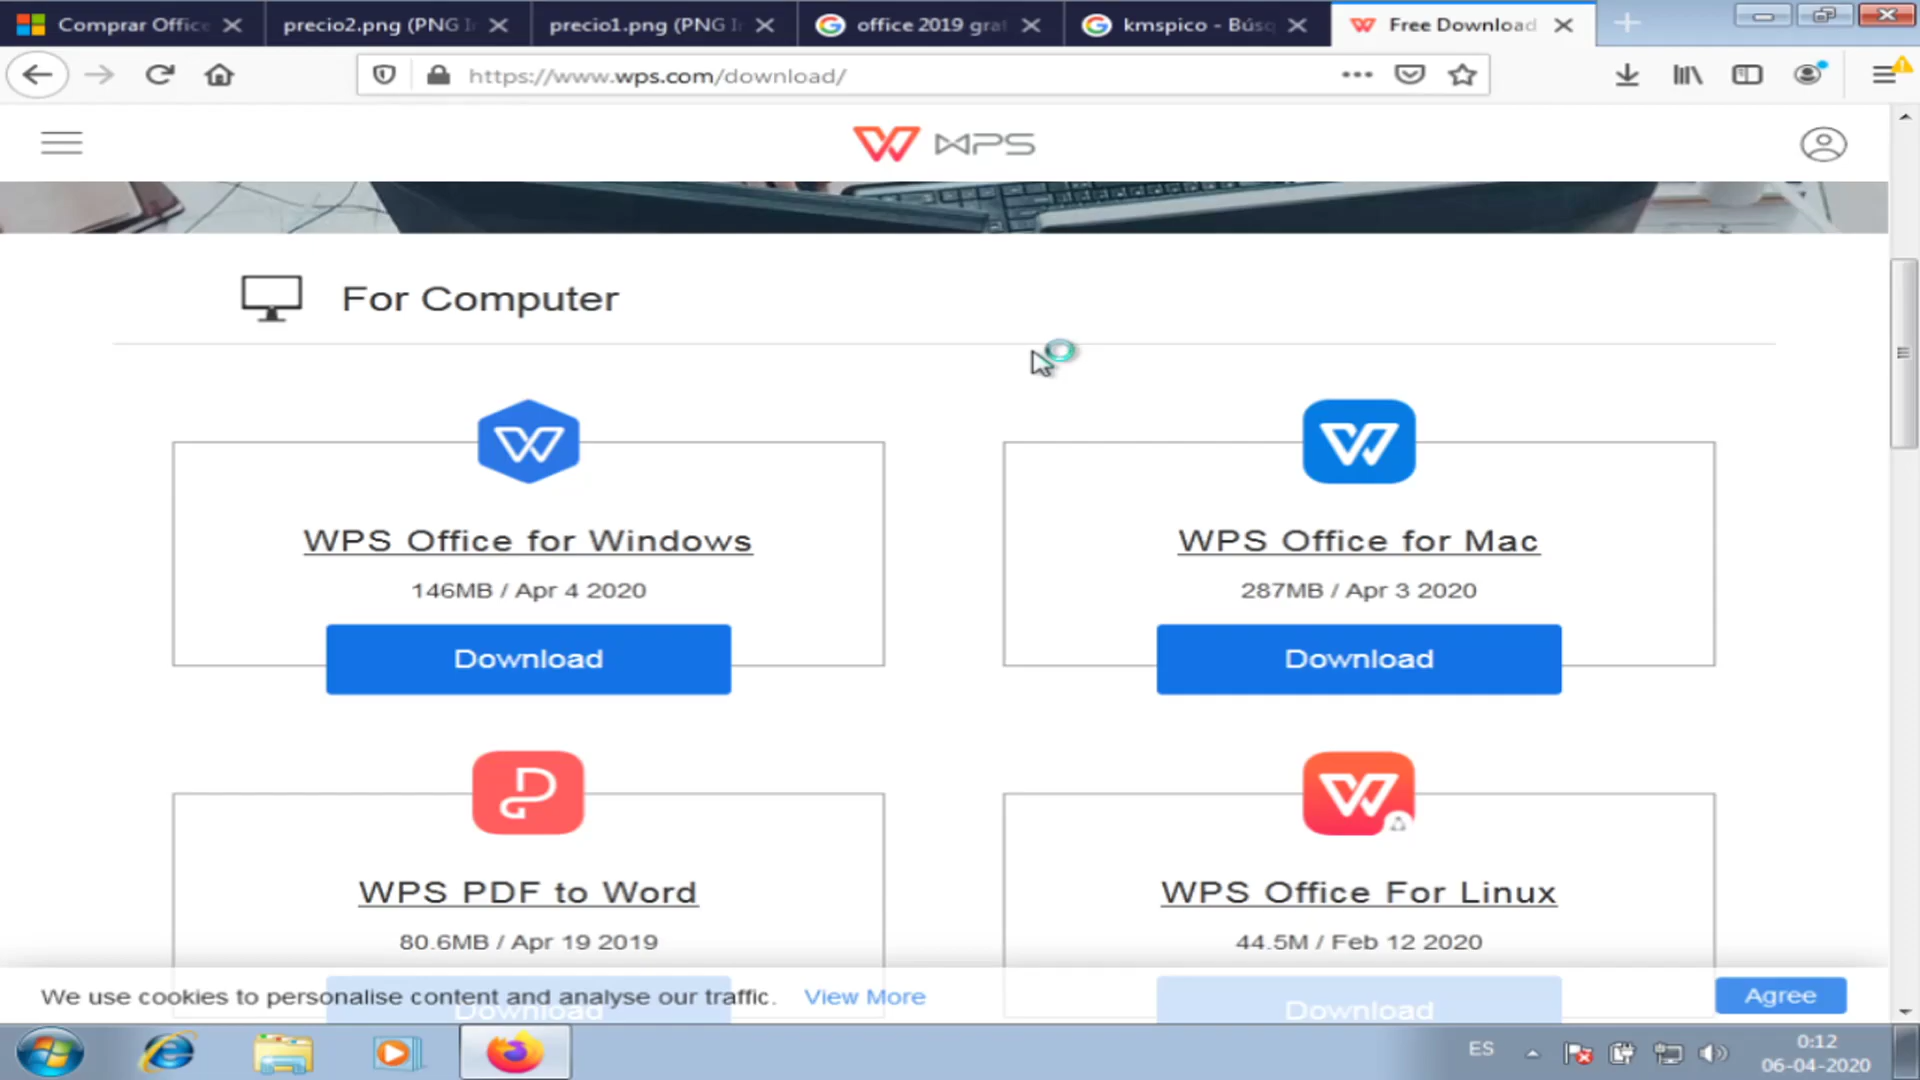 Comprar Office
precio2.png (PNG I
precio1.png (PNG I
office 2019 gra
kmspico - Búsq
Free Download
https://www.wps.com/download/
WPS
For Computer
WPS Office for Windows
146MB / Apr 4 2020
Download
WPS Office for Mac
287MB / Apr 3 2020
Download
WPS PDF to Word
80.6MB / Apr 19 2019
Download
WPS Office For Linux
44.5M / Feb 12 2020
Download
We use cookies to personalise content and analyse our traffic. View More
Agree
ES
0:12
06-04-2020